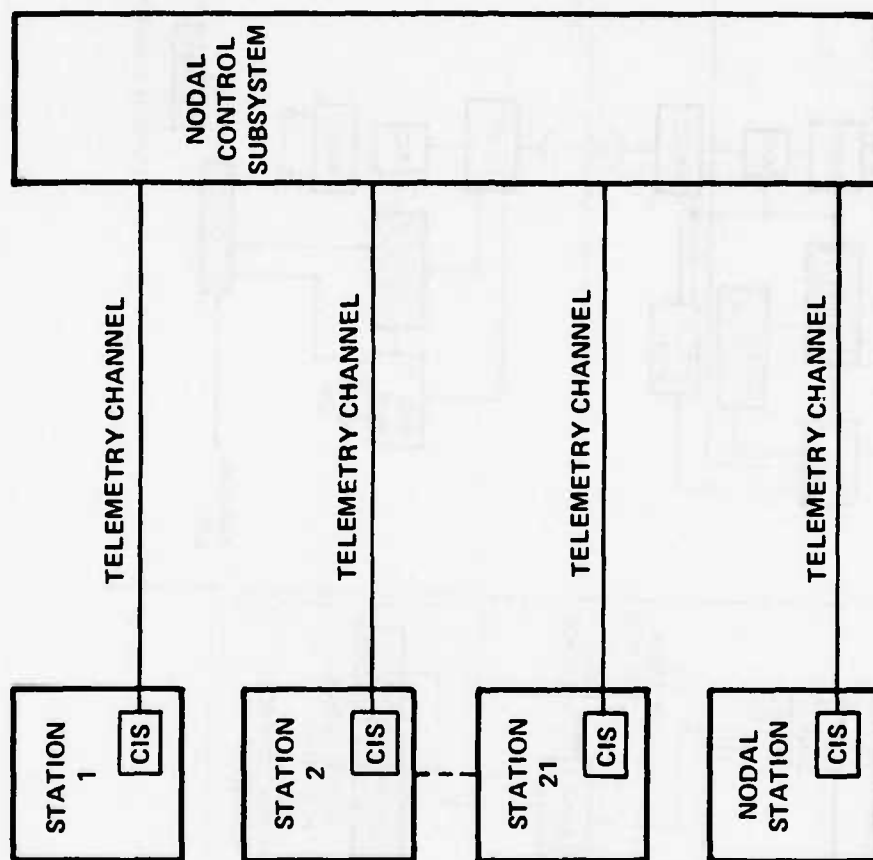 NODAL
CONTROL
SUBSYSTEM
TELEMETRY CHANNEL
TELEMETRY CHANNEL
TELEMETRY CHANNEL
TELEMETRY CHANNEL
STATION
1
CIS
STATION
2
CIS
STATION
21
CIS
NODAL
STATION
CIS